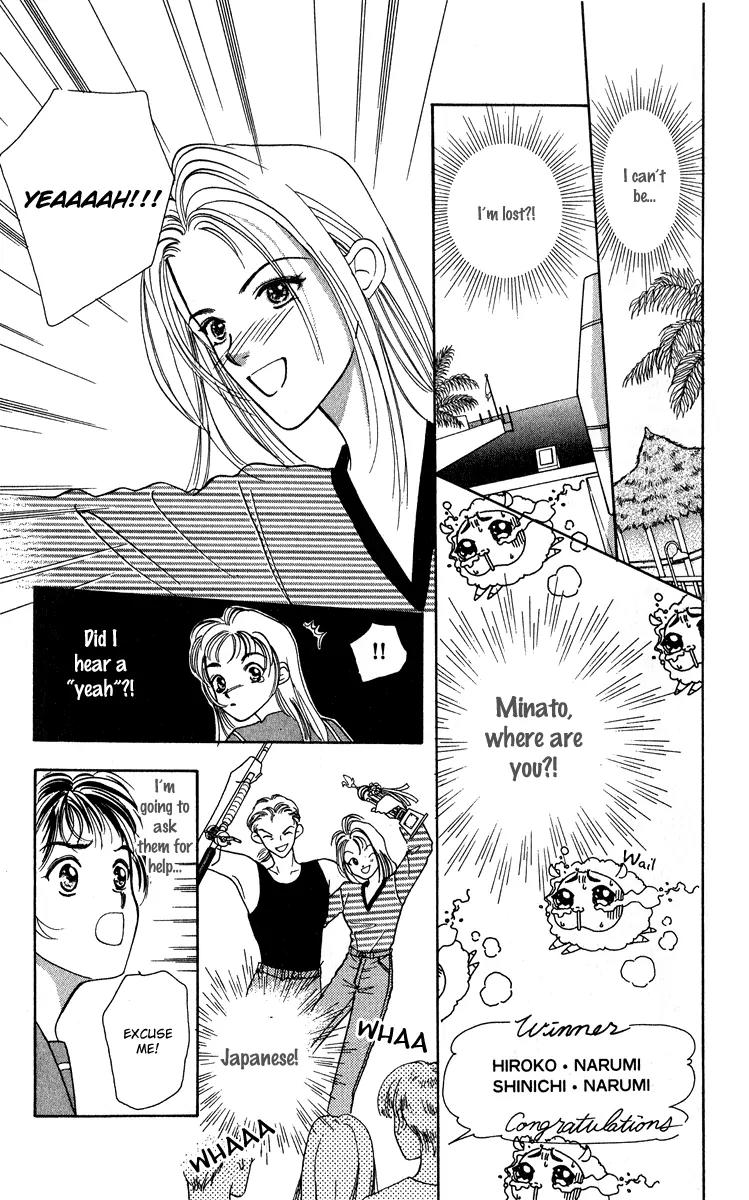 I can't
be...
I'm lost?!
Minato,
where are
you?!
Wail
Winner
HIROKO • NARUMI
SHINICHI • NARUMI
Congratulations
YEAAAAH!!!
!!
Did I
hear a
"yeah"?!
WHAA
Japanese!
WHAAA
I'm
going to
ask
them for
help...
EXCUSE
ME!